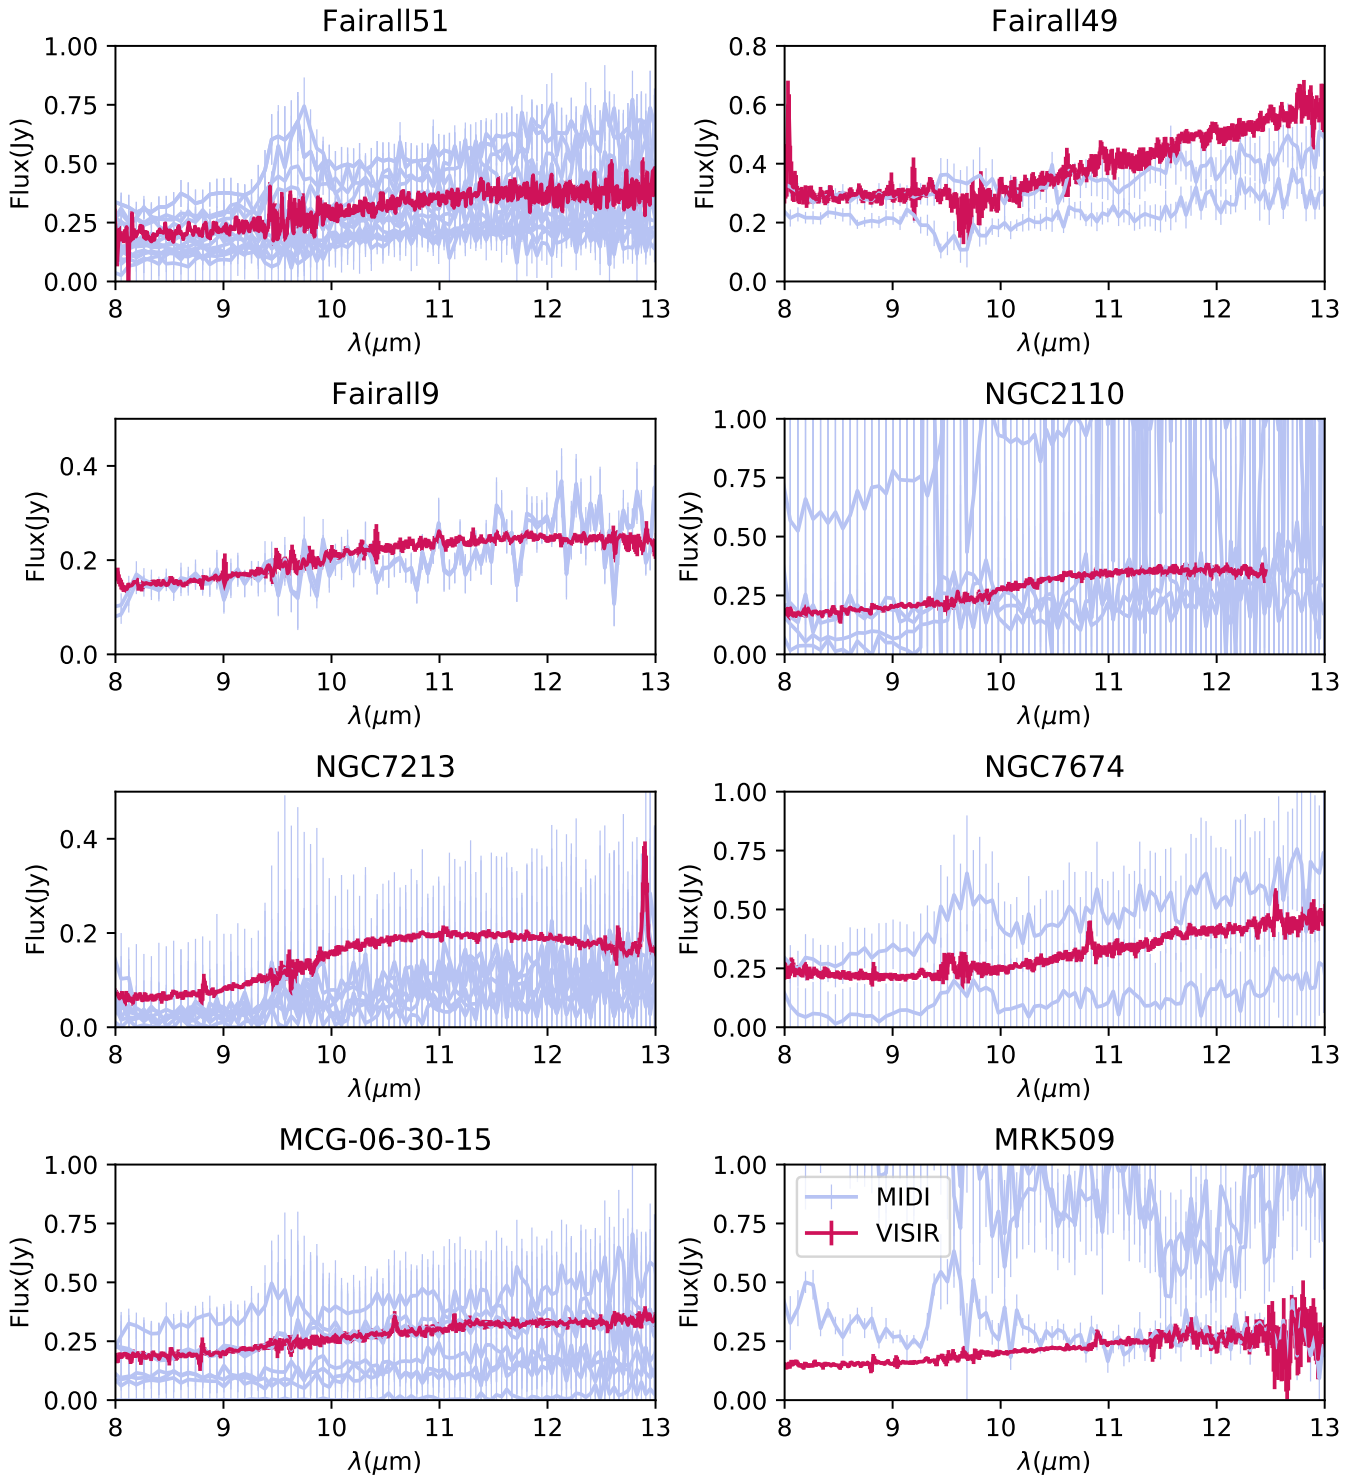 Fairall51
Fairall49
1.00
0.75
0.50
0.25
0.00
Flux(Jy)
8 9 10 11 12 13
λ(μm)
0.8
0.6
0.4
0.2
0.0
Flux(Jy)
8 9 10 11 12 13
λ(μm)
Fairall9
NGC2110
0.4
0.2
0.0
Flux(Jy)
8 9 10 11 12 13
λ(μm)
1.00
0.75
0.50
0.25
0.00
Flux(Jy)
8 9 10 11 12 13
λ(μm)
NGC7213
NGC7674
0.4
0.2
0.0
Flux(Jy)
8 9 10 11 12 13
λ(μm)
1.00
0.75
0.50
0.25
0.00
Flux(Jy)
8 9 10 11 12 13
λ(μm)
MCG-06-30-15
MRK509
1.00
0.75
0.50
0.25
0.00
Flux(Jy)
8 9 10 11 12 13
λ(μm)
1.00
0.75
0.50
0.25
0.00
Flux(Jy)
MIDI
VISIR
8 9 10 11 12 13
λ(μm)